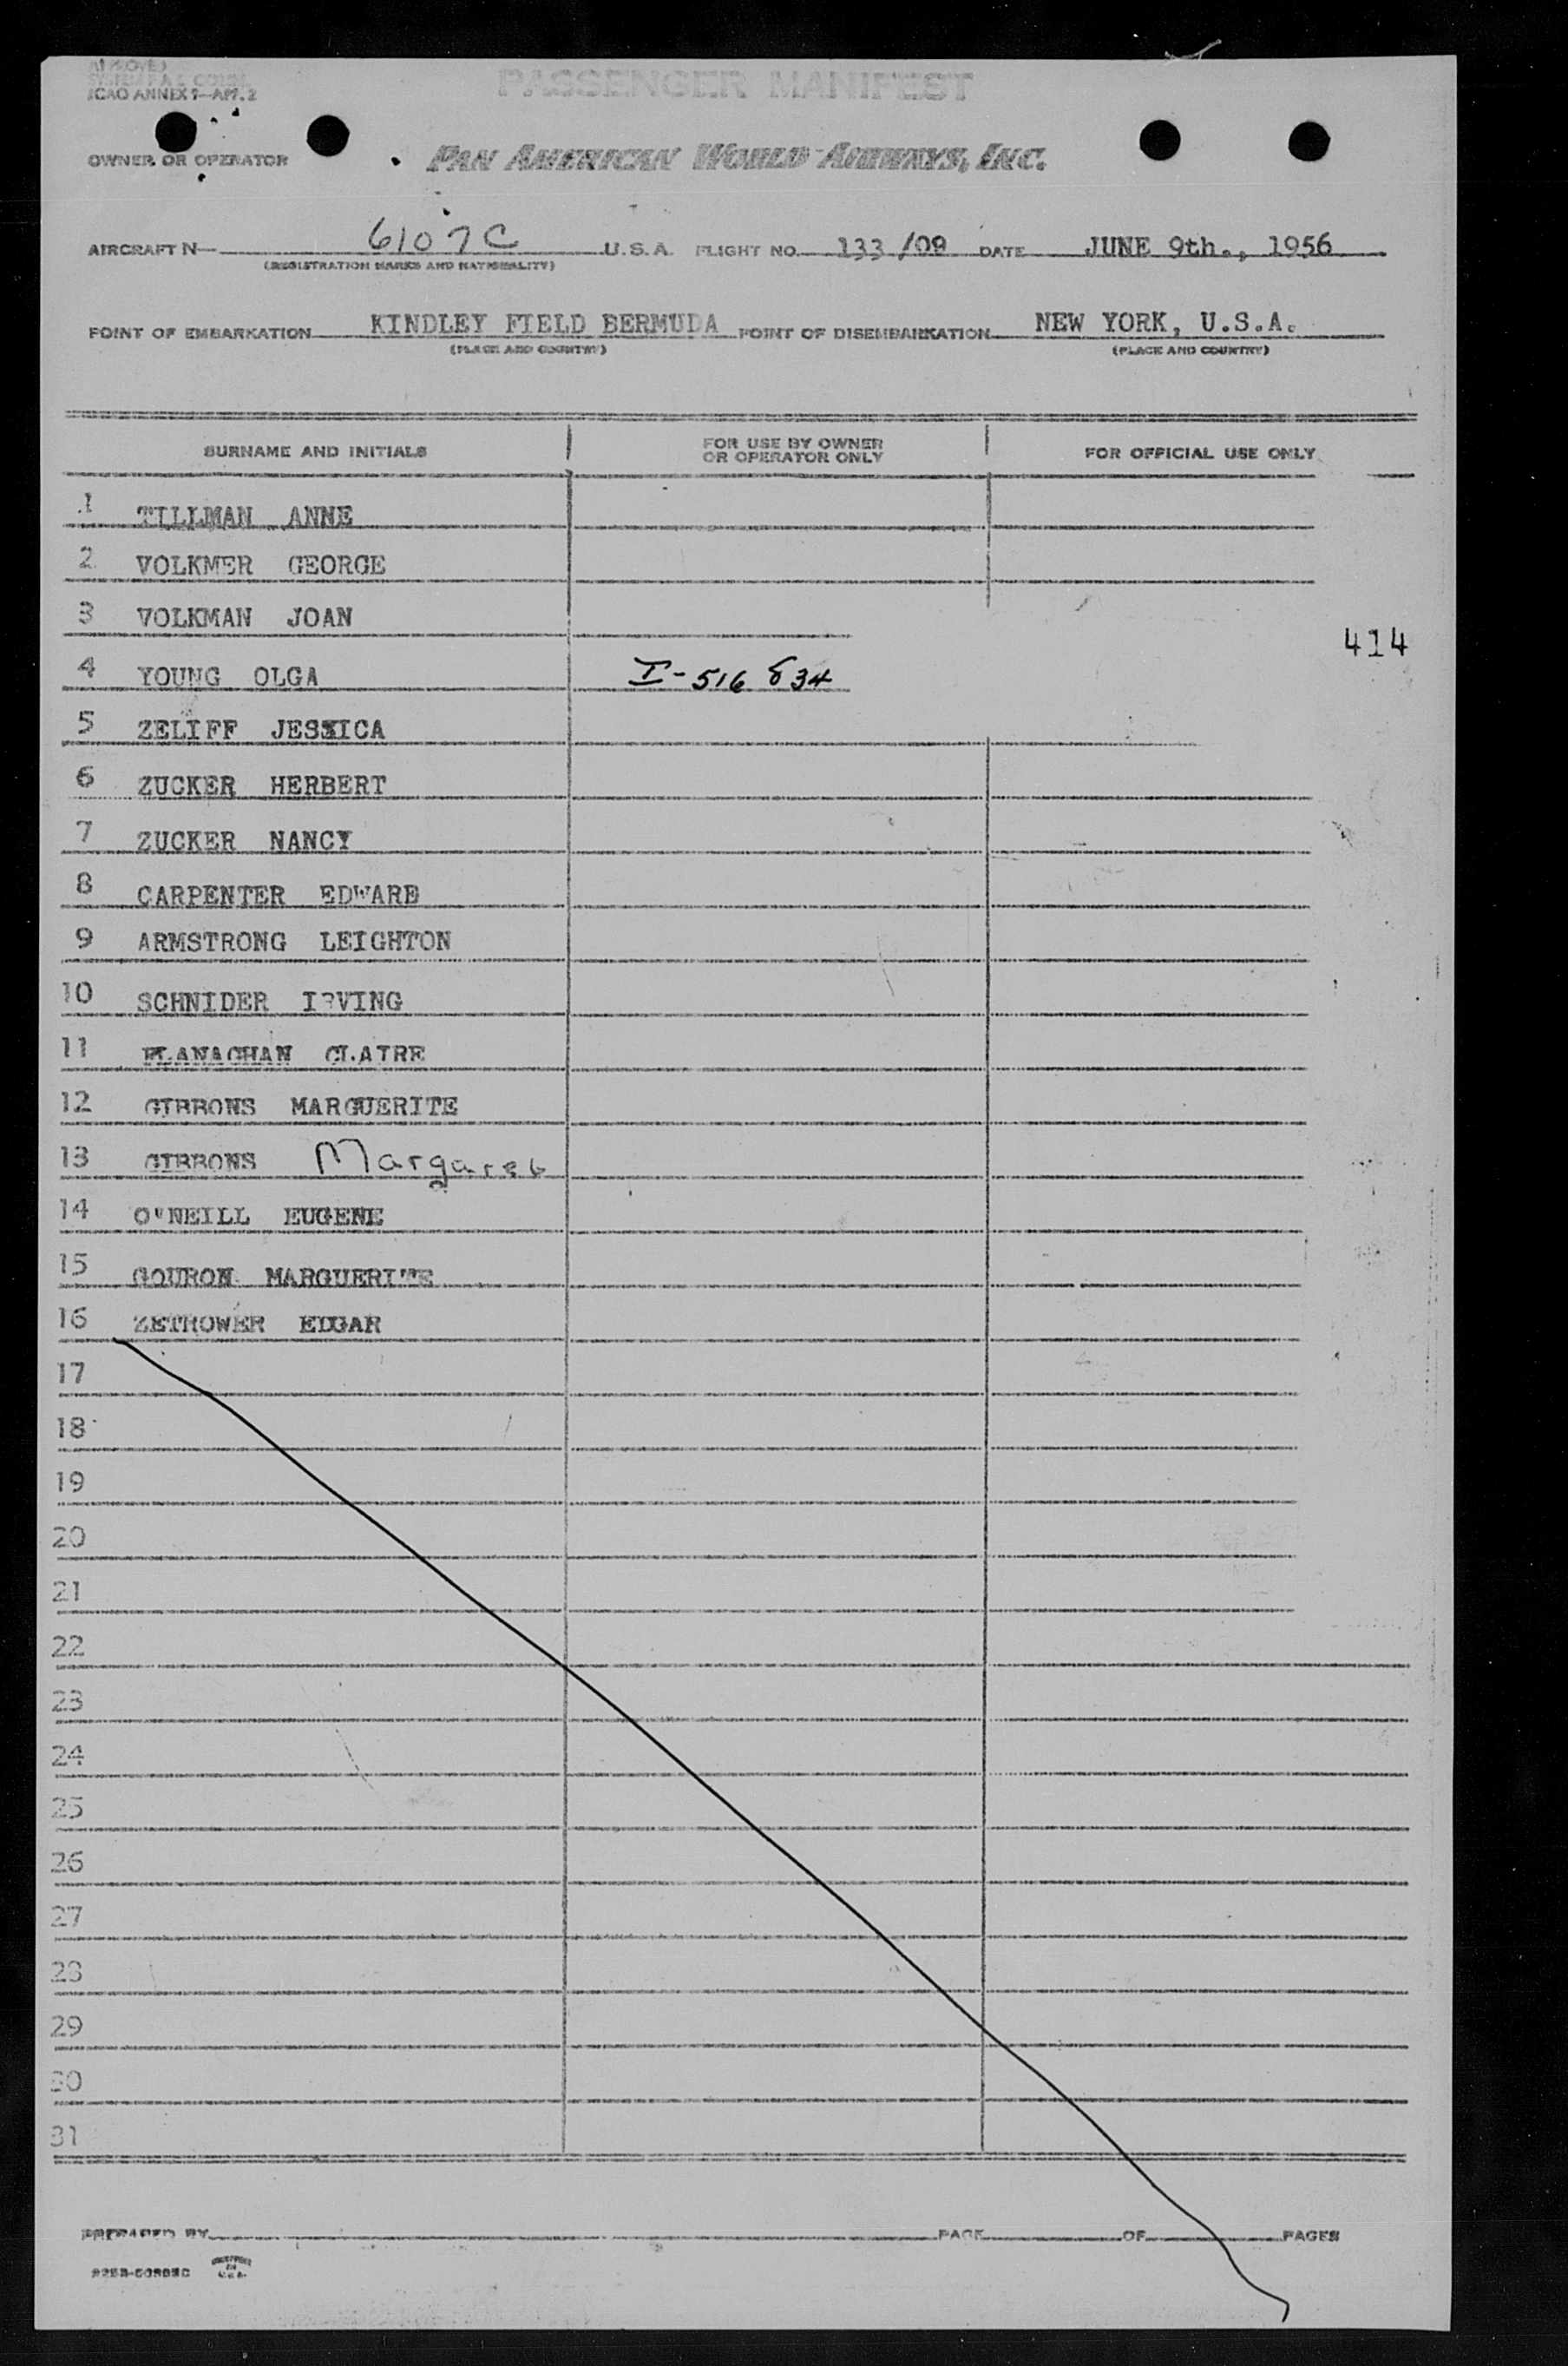 ICAO ANNEX 9—APP. 2
PASSENGER MANIFEST
OWNER OR OPERATOR PAN AMERICAN WORLD AIRWAYS, INC.
AIRCRAFT N 6107C U.S.A. FLIGHT NO. 133/09 DATE JUNE 9th., 1956
(REGISTRATION MARKS AND NATIONALITY)
POINT OF EMBARKATION KINDLEY FIELD BERMUDA POINT OF DISEMBARKATION NEW YORK, U.S.A.
(PLACE AND COUNTRY) (PLACE AND COUNTRY)
SURNAME AND INITIALS FOR USE BY OWNER OR OPERATOR ONLY FOR OFFICIAL USE ONLY
1 TILLMAN ANNE
2 VOLKMER GEORGE
3 VOLKMAN JOAN
414
4 YOUNG OLGA I-516 834
5 ZELIFF JESSICA
6 ZUCKER HERBERT
7 ZUCKER NANCY
8 CARPENTER EDWARD
9 ARMSTRONG LEIGHTON
10 SCHNIDER IRVING
11 FLANAGHAN CLAIRE
12 GIBBONS MARGUERITE
13 GIBBONS Margaret
14 O'NEILL EUGENE
15 GOURON MARGUERITE
16 ZETROWER EDGAR
17
18
19
20
21
22
23
24
25
26
27
28
29
30
31
PREPARED BY PAGE OF PAGES